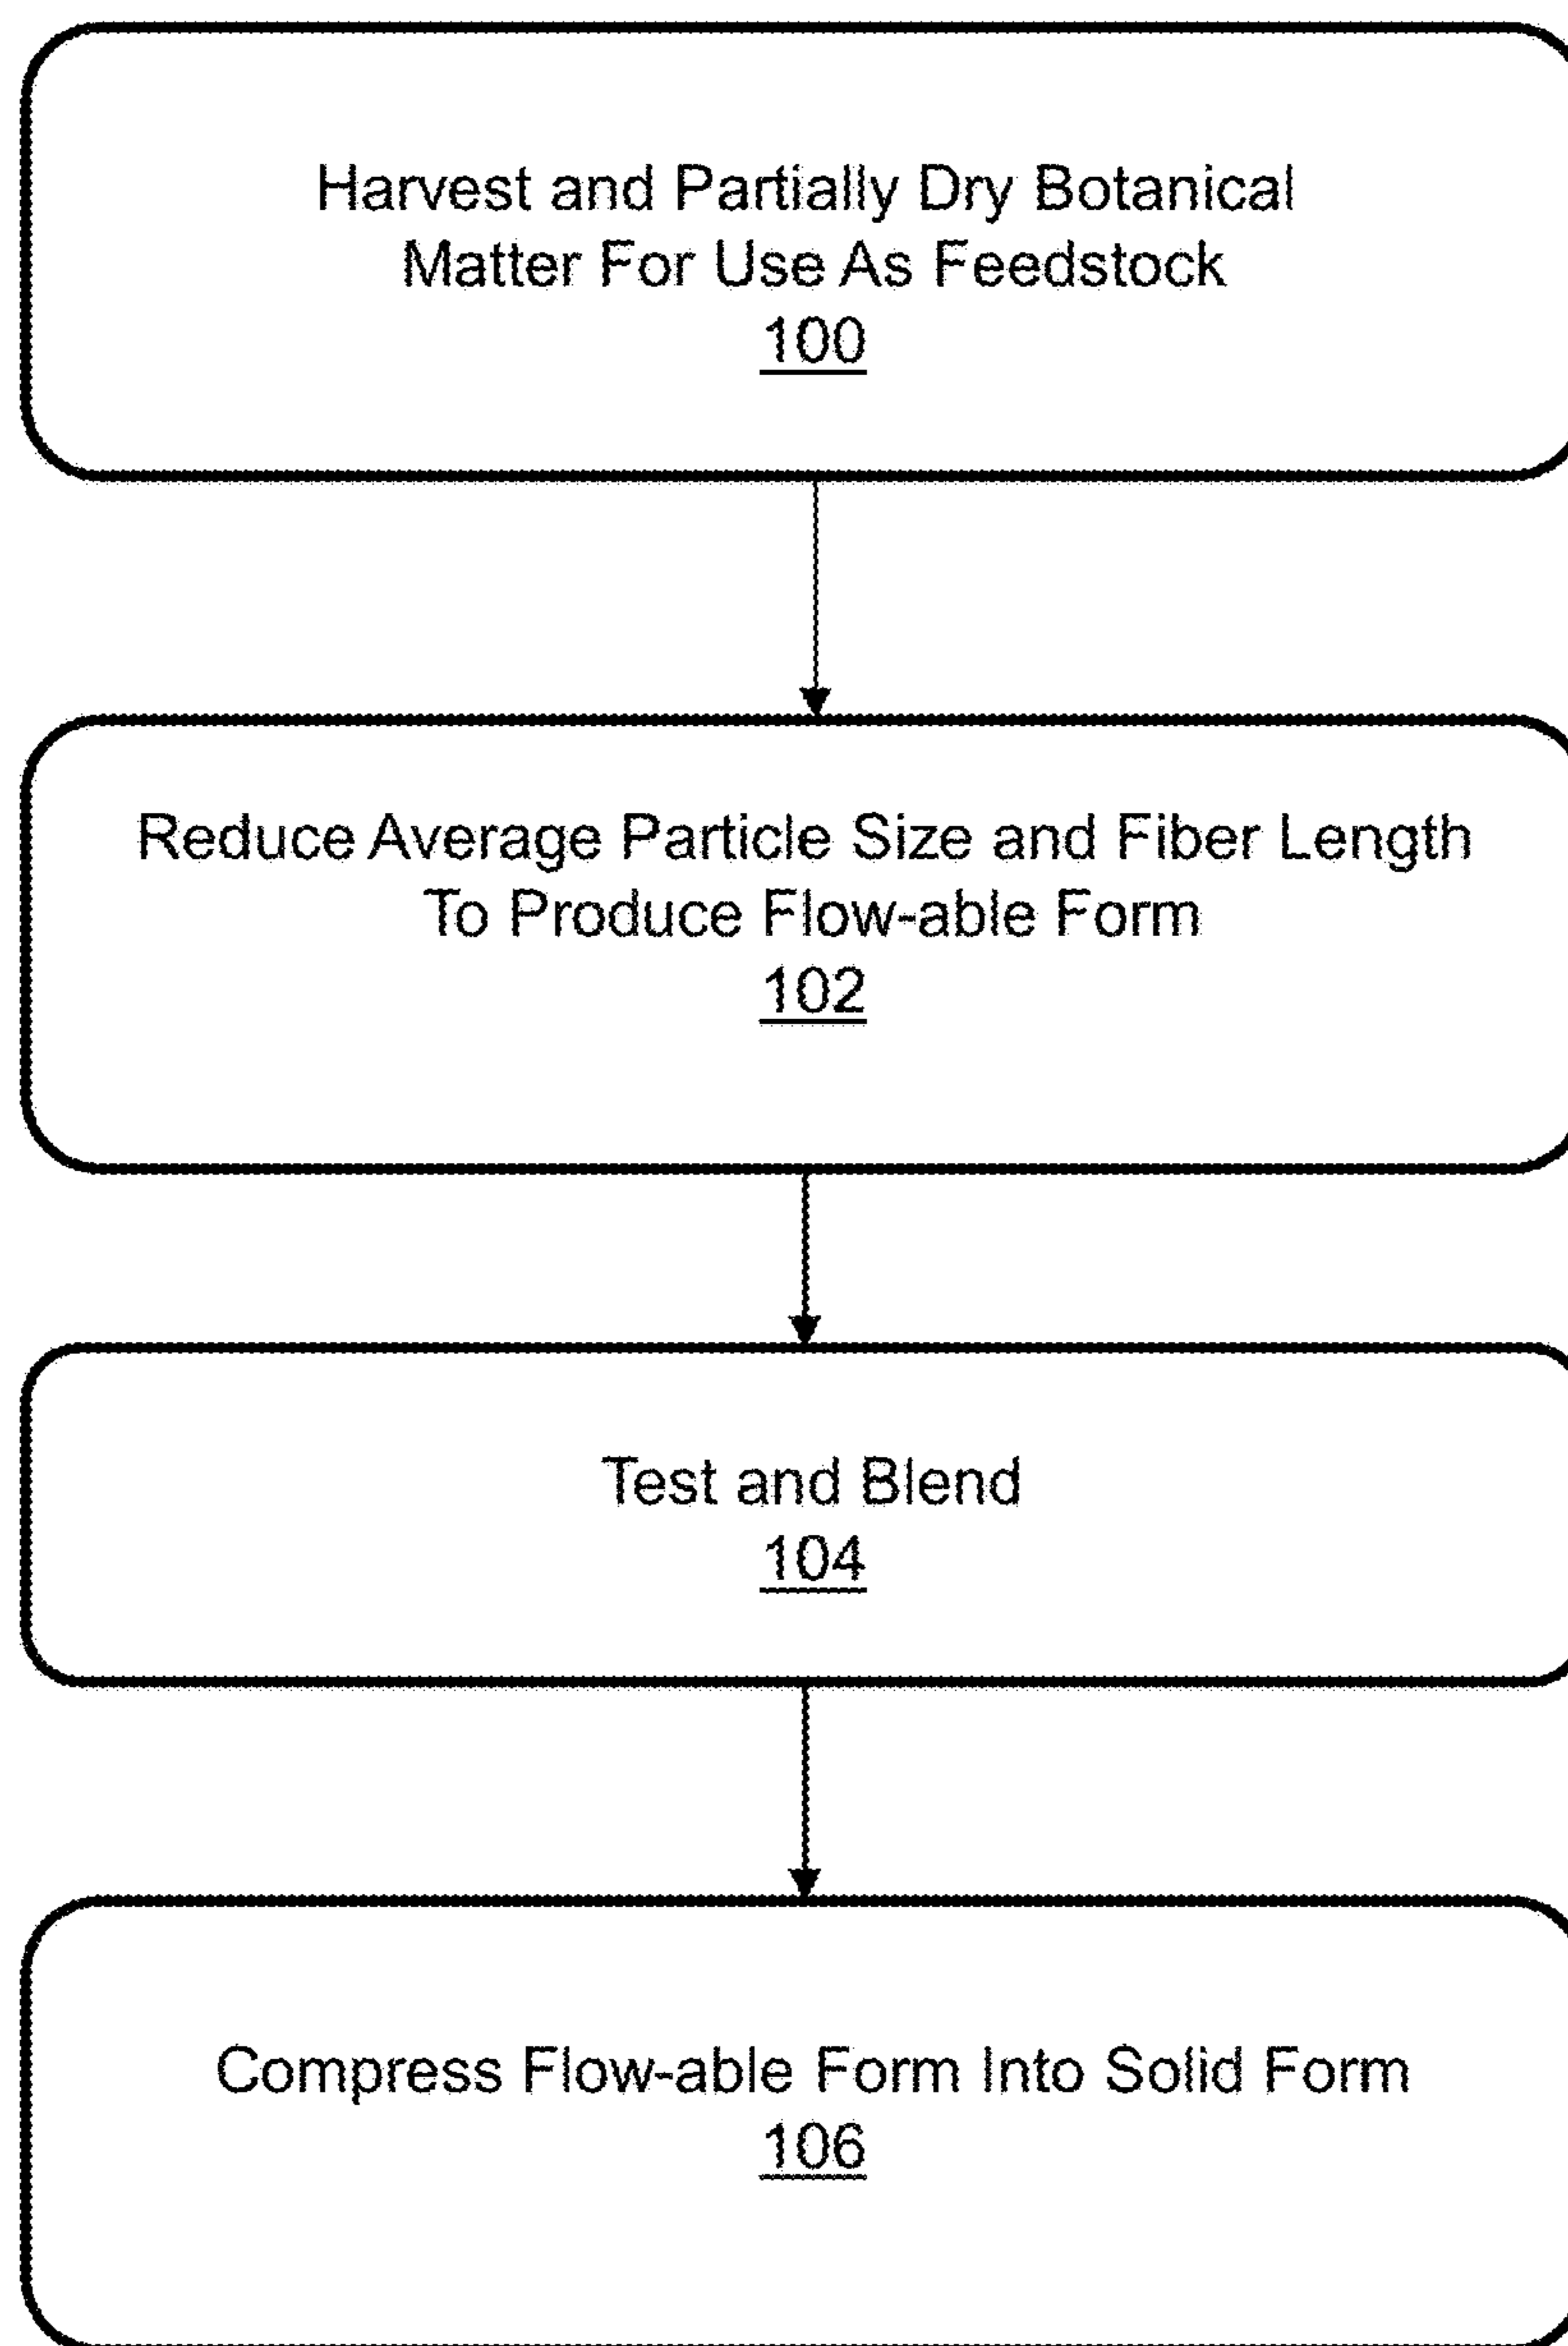 Harvest and Partially Dry Botanical
Matter For Use As Feedstock
100
Reduce Average Particle Size and Fiber Length
To Produce Flow-able Form
102
Test and Blend
104
Compress Flow-able Form Into Solid Form
106